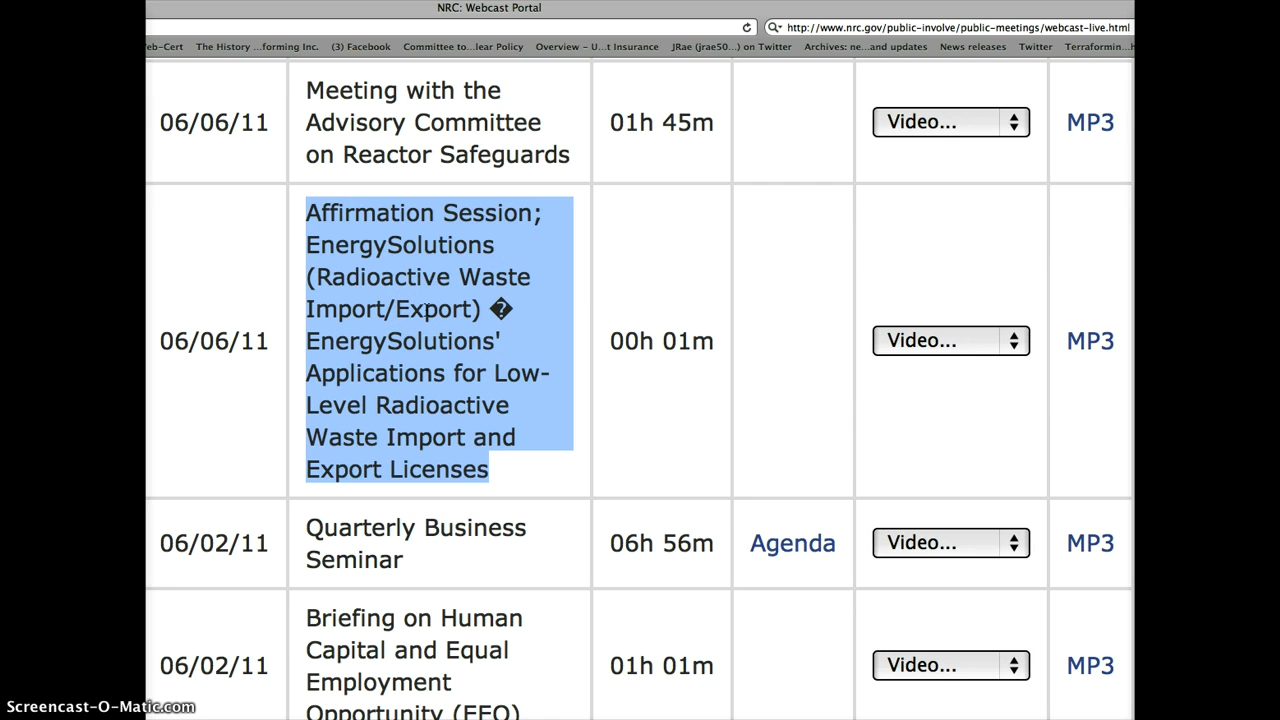 NRC: Webcast Portal
http://www.nrc.gov/public-involve/public-meetings/webcast-live.html
eb-Cert The History ...forming Inc. (3) Facebook Committee to...lear Policy Overview – U...t Insurance JRae (jrae50...) on Twitter Archives: ne...and updates News releases Twitter Terraformin...h
06/06/11
Meeting with the
Advisory Committee
on Reactor Safeguards
01h 45m
Video...
MP3
06/06/11
Affirmation Session;
EnergySolutions
(Radioactive Waste
Import/Export) �
EnergySolutions'
Applications for Low-
Level Radioactive
Waste Import and
Export Licenses
00h 01m
Video...
MP3
06/02/11
Quarterly Business
Seminar
06h 56m
Agenda
Video...
MP3
06/02/11
Briefing on Human
Capital and Equal
Employment
Opportunity (EEO)
01h 01m
Video...
MP3
Screencast-O-Matic.com